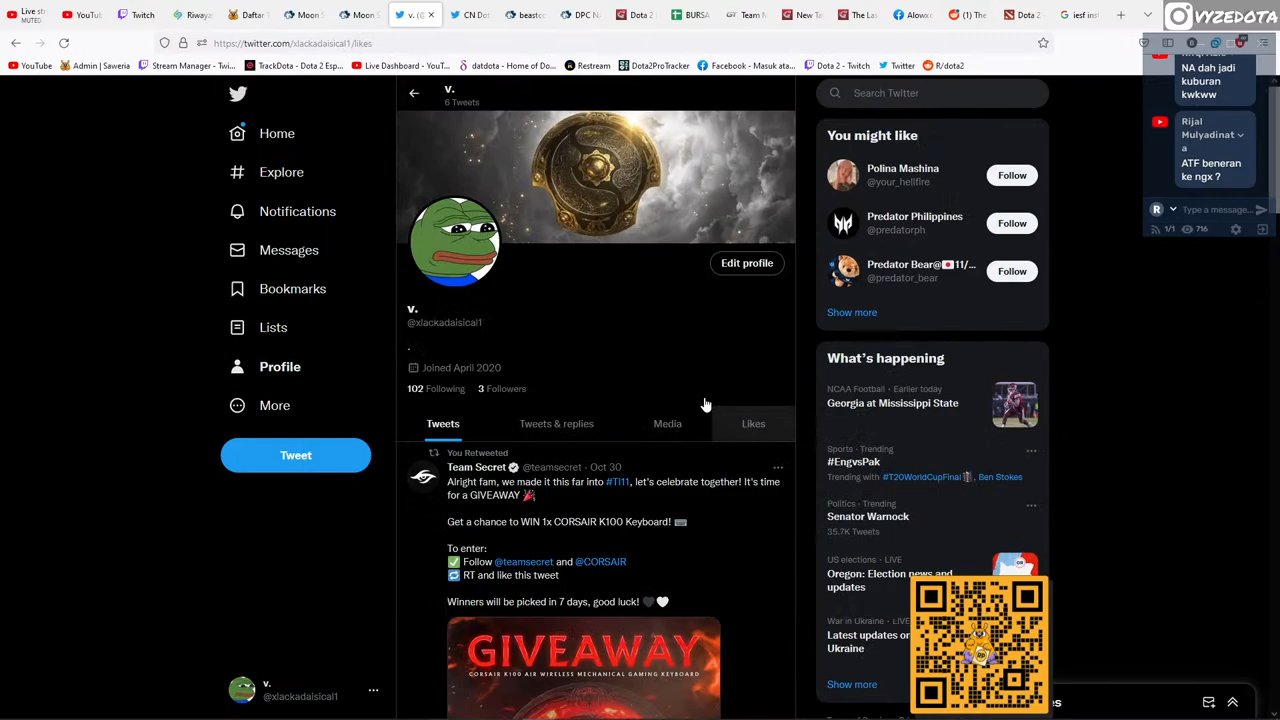 Live st
MUTED
YouTub
Twitch
Riwaya
Daftar T
Moon S
Moon S
v. (@
CN Do
beastco
DPC NA
Dota 2
BURSA
Team N
New Ta
The Las
Alowor
(1) The
Dota 2
iesf inst
VYZEDOTA
https://twitter.com/xlackadaisical1/likes
YouTube
Admin | Saweria
Stream Manager - Twi...
TrackDota - Dota 2 Esp...
Live Dashboard - YouT...
datdota - Home of Do...
Restream
Dota2ProTracker
Facebook - Masuk ata...
Dota 2 - Twitch
Twitter
R/dota2
NA dah jadi
kuburan
kwkww
Rijal
Mulyadinat
a
ATF beneran
ke ngx ?
R
Type a message...
1/1
716
v.
6 Tweets
Home
Explore
Notifications
Messages
Bookmarks
Lists
Profile
More
Tweet
v.
@xlackadaisical1
Edit profile
v.
@xlackadaisical1
.
Joined April 2020
102 Following
3 Followers
Tweets
Tweets & replies
Media
Likes
You Retweeted
Team Secret @teamsecret · Oct 30
Alright fam, we made it this far into #TI11, let's celebrate together! It's time
for a GIVEAWAY 🎉
Get a chance to WIN 1x CORSAIR K100 Keyboard! ⌨️
To enter:
✅ Follow @teamsecret and @CORSAIR
🔁 RT and like this tweet
Winners will be picked in 7 days, good luck! 🖤🤍
GIVEAWAY
CORSAIR K100 AIR WIRELESS MECHANICAL GAMING KEYBOARD
Search Twitter
You might like
Polina Mashina
@your_hellfire
Follow
Predator Philippines
@predatorph
Follow
Predator Bear@🇯🇵11/...
@predator_bear
Follow
Show more
What's happening
NCAA Football · Earlier today
Georgia at Mississippi State
Sports · Trending
#EngvsPak
Trending with #T20WorldCupFinal, Ben Stokes
Politics · Trending
Senator Warnock
35.7K Tweets
US elections · LIVE
Oregon: Election news and
updates
War in Ukraine · LIVE
Latest updates on
Ukraine
Show more
es